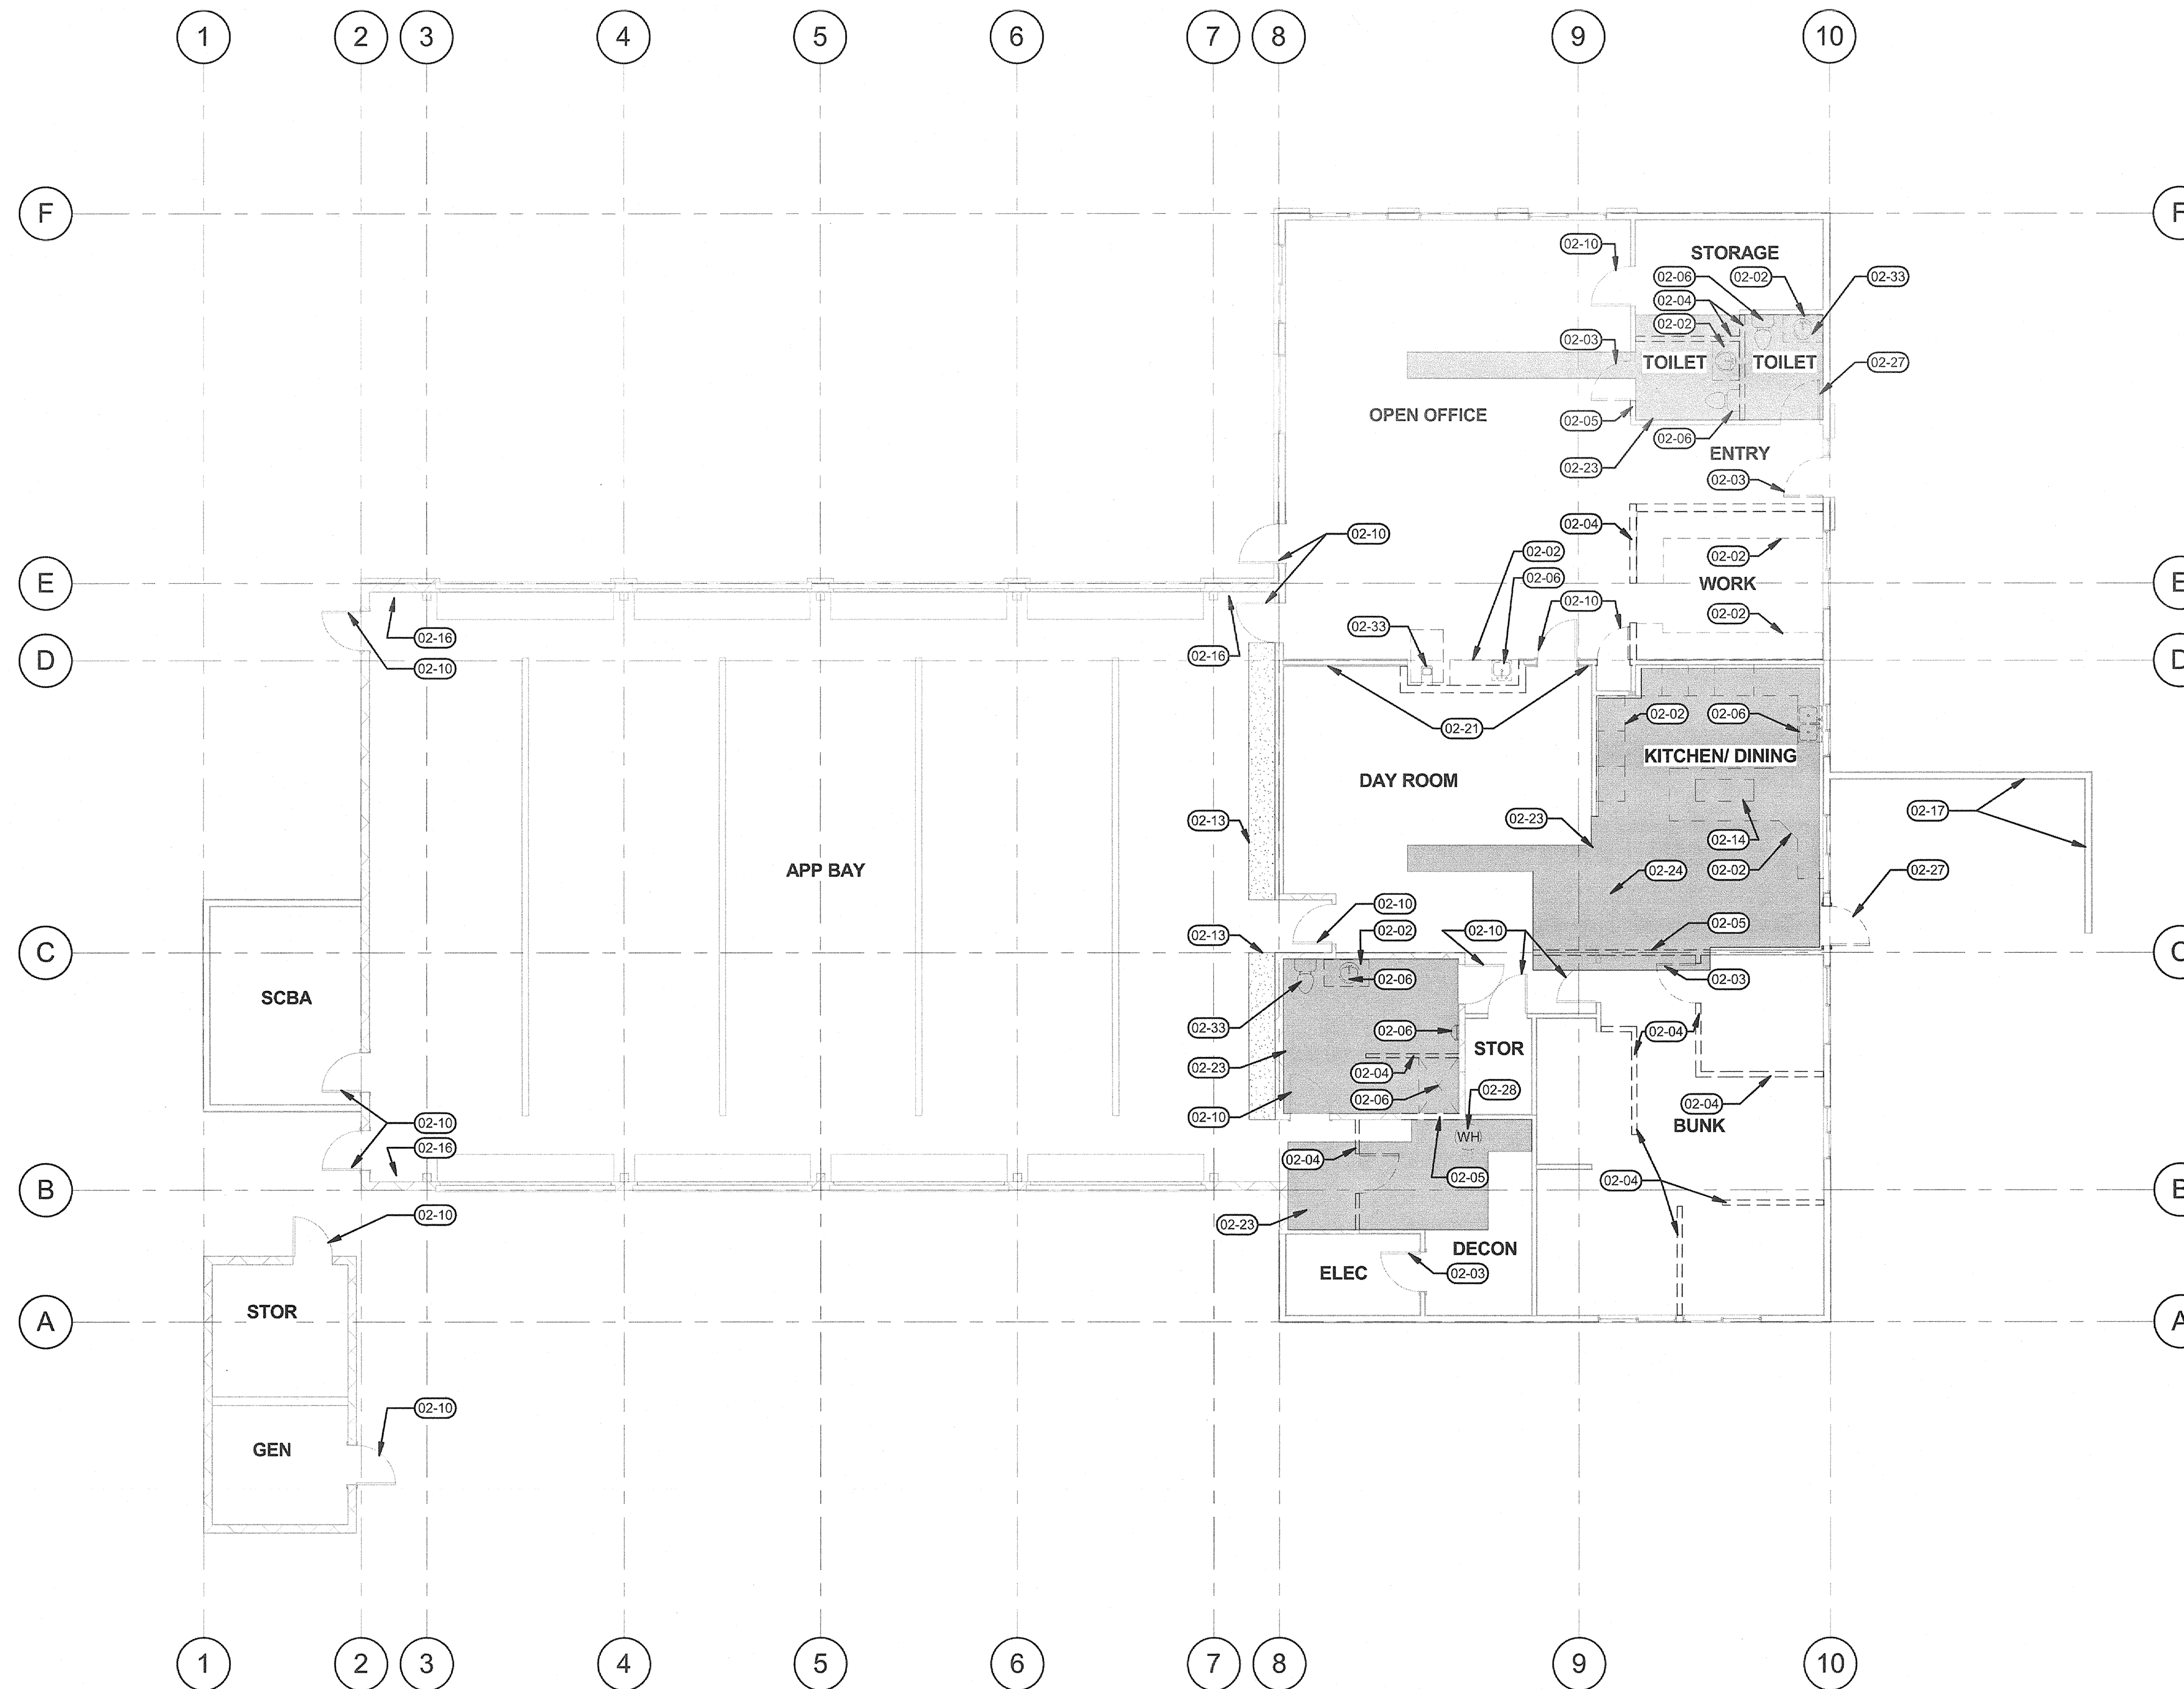 1 2 3 4 5 6 7 8 9 10
F F
02-10
STORAGE
02-06 02-02 02-33
02-04
02-02
02-03
TOILET TOILET 02-27
OPEN OFFICE
02-05
02-06
ENTRY
02-23
02-03
02-04
02-10
02-02
02-02
E E
02-06
WORK
02-10
02-02
02-33
02-16
02-16
D D
02-10
02-02 02-06
02-21
KITCHEN/ DINING
DAY ROOM
02-17
02-23
02-13
02-14
APP BAY
02-24 02-02 02-27
02-10
02-05
02-02 02-10
02-13
C C
02-06 02-03
SCBA
02-33
02-06 02-04
STOR
02-23
02-04
02-28
02-06
02-04
02-10
02-10
BUNK
WH
02-16
02-04
02-05
02-04
B B
02-10
02-23
DECON
ELEC 02-03
STOR
A A
02-10
GEN
1 2 3 4 5 6 7 8 9 10